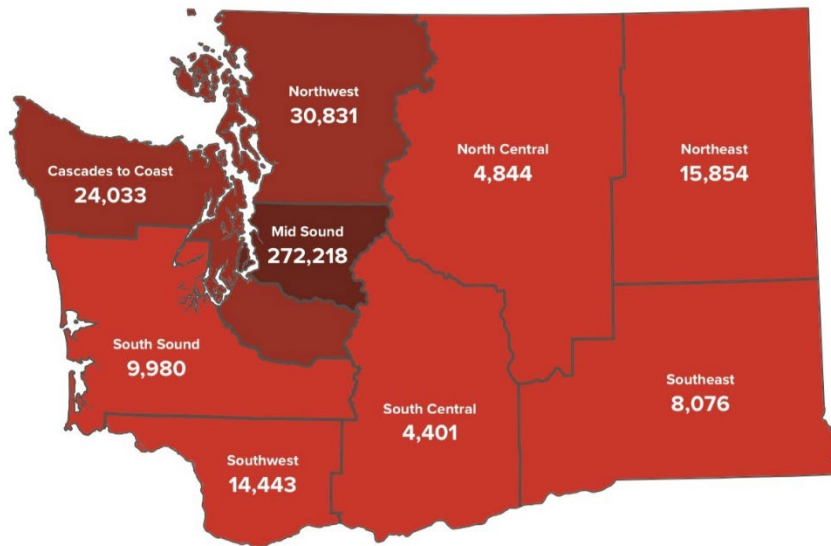 Northwest
30,831
North Central
4,844
Northeast
15,854
Cascades to Coast
24,033
Mid Sound
272,218
South Sound
9,980
South Central
4,401
Southeast
8,076
Southwest
14,443